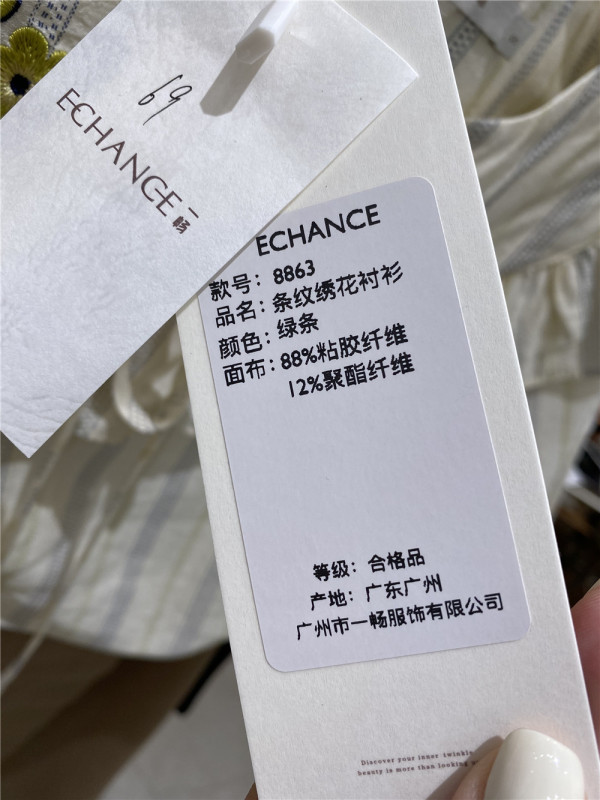 69
ECHANCE
一畅
ECHANCE
款号：8863
品名：条纹绣花衬衫
颜色：绿条
面布：88%粘胶纤维
12%聚酯纤维
等级：合格品
产地：广东广州
广州市一畅服饰有限公司
Discover your inner twinkle,
beauty is more than looking